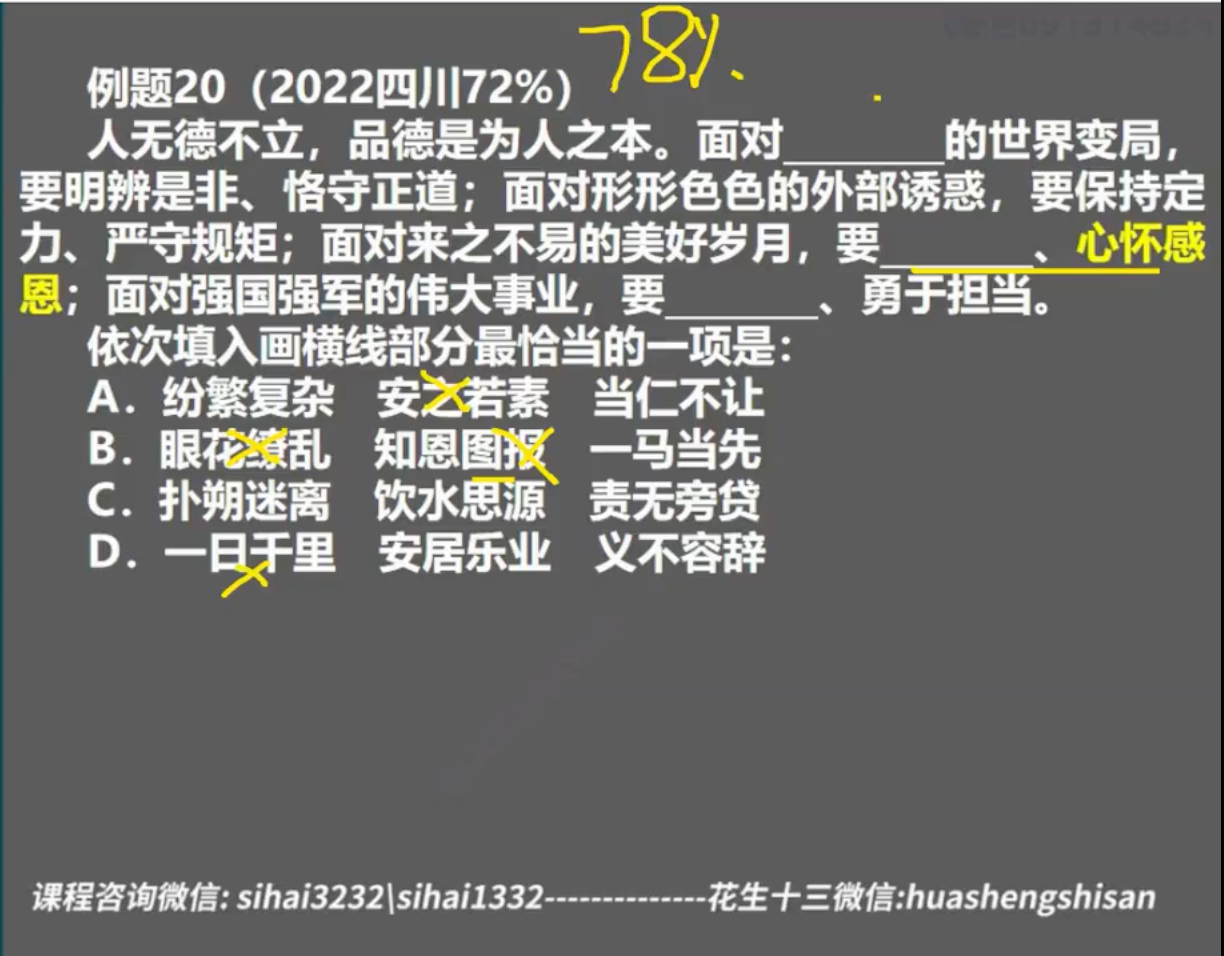 78%.
例题20（2022四川72%）
人无德不立，品德是为人之本。面对________的世界变局，
要明辨是非、恪守正道；面对形形色色的外部诱惑，要保持定
力、严守规矩；面对来之不易的美好岁月，要________、心怀感
恩；面对强国强军的伟大事业，要________、勇于担当。
依次填入画横线部分最恰当的一项是：
A．纷繁复杂 安之若素 当仁不让
B．眼花缭乱 知恩图报 一马当先
C．扑朔迷离 饮水思源 责无旁贷
D．一日千里 安居乐业 义不容辞
课程咨询微信: sihai3232\sihai1332--------------花生十三微信:huashengshisan